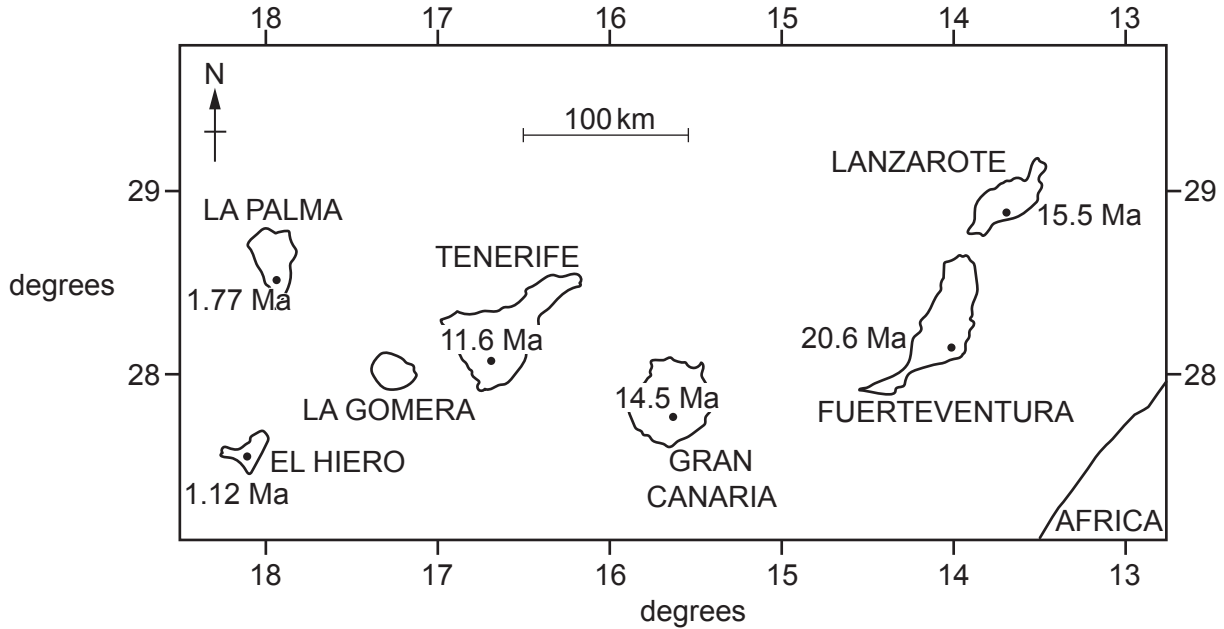 18 17 16 15 14 13
N
100 km
LANZAROTE
29 29
LA PALMA
15.5 Ma
TENERIFE
degrees
1.77 Ma
11.6 Ma
20.6 Ma
28 28
14.5 Ma
LA GOMERA
FUERTEVENTURA
EL HIERO
GRAN
CANARIA
1.12 Ma
AFRICA
18 17 16 15 14 13
degrees